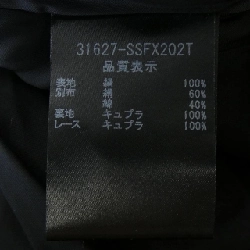 31627-SSFX202T
品質表示
表地 絹 100%
別布 絹 60%
綿 40%
裏地 キュプラ 100%
レース キュプラ 100%